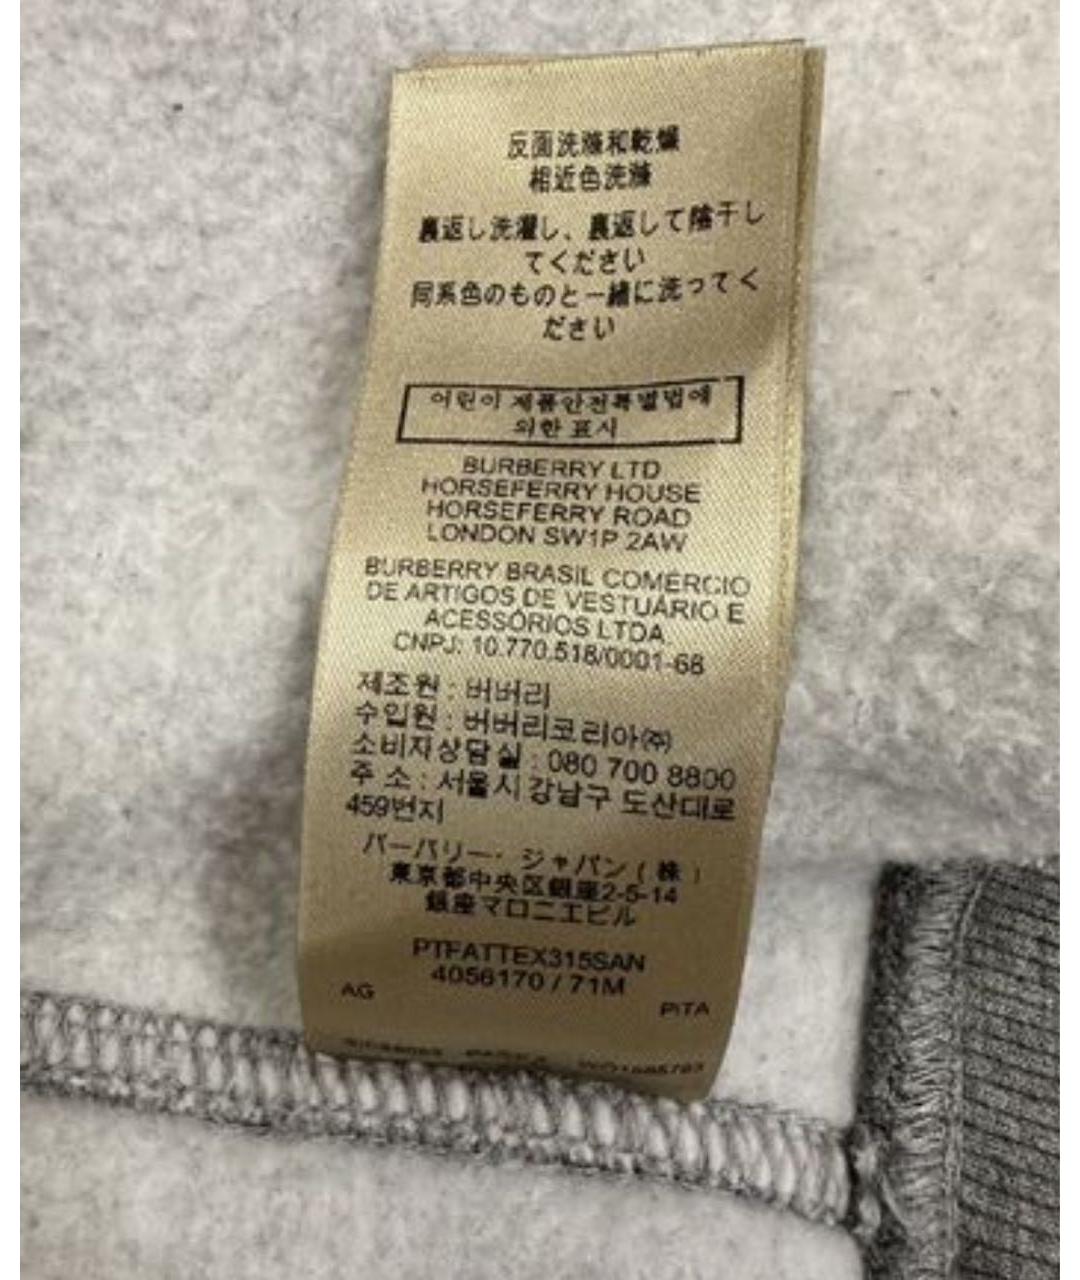 反面洗滌和乾燥
相近色洗滌
裏返し洗濯し、裏返して陰干し
てください
同系色のものと一緒に洗ってく
ださい
어린이 제품안전특별법에
의한 표시
BURBERRY LTD
HORSEFERRY HOUSE
HORSEFERRY ROAD
LONDON SW1P 2AW
BURBERRY BRASIL COMÉRCIO
DE ARTIGOS DE VESTUÁRIO E
ACESSÓRIOS LTDA
CNPJ: 10.770.518/0001-68
제조원 : 버버리
수입원 : 버버리코리아㈜
소비자상담실 : 080 700 8800
주 소 : 서울시 강남구 도산대로
459번지
バーバリー・ジャパン ( 株 )
東京都中央区銀座2-5-14
銀座マロニエビル
PTFATTEX315SAN
4056170 / 71M
AG
PITA